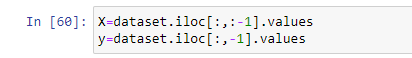 In [60]: X=dataset.iloc[:,:-1].values
y=dataset.iloc[:,-1].values